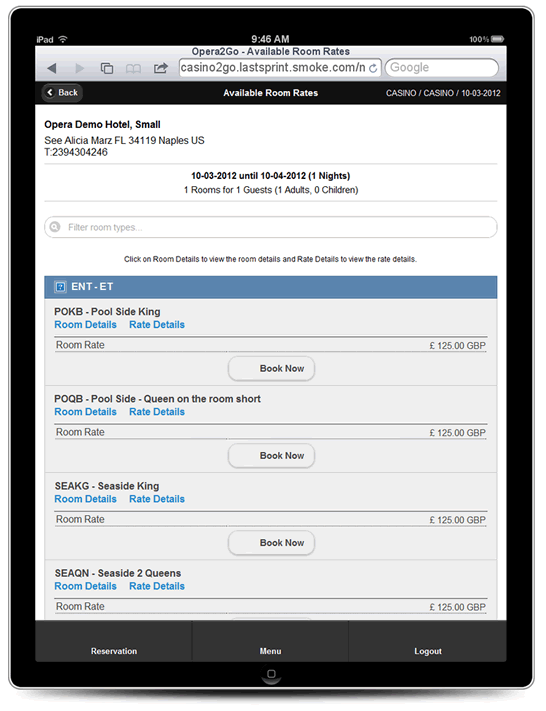 iPad 9:46 AM 100%
Opera2Go - Available Room Rates
casino2go.lastsprint.smoke.com/n Google
Back Available Room Rates CASINO / CASINO / 10-03-2012
Opera Demo Hotel, Small
See Alicia Marz FL 34119 Naples US
T:2394304246
10-03-2012 until 10-04-2012 (1 Nights)
1 Rooms for 1 Guests (1 Adults, 0 Children)
Filter room types...
Click on Room Details to view the room details and Rate Details to view the rate details.
ENT - ET
POKB - Pool Side King
Room Details Rate Details
Room Rate £ 125.00 GBP
Book Now
POQB - Pool Side - Queen on the room short
Room Details Rate Details
Room Rate £ 125.00 GBP
Book Now
SEAKG - Seaside King
Room Details Rate Details
Room Rate £ 125.00 GBP
Book Now
SEAQN - Seaside 2 Queens
Room Details Rate Details
Room Rate £ 125.00 GBP
Reservation Menu Logout